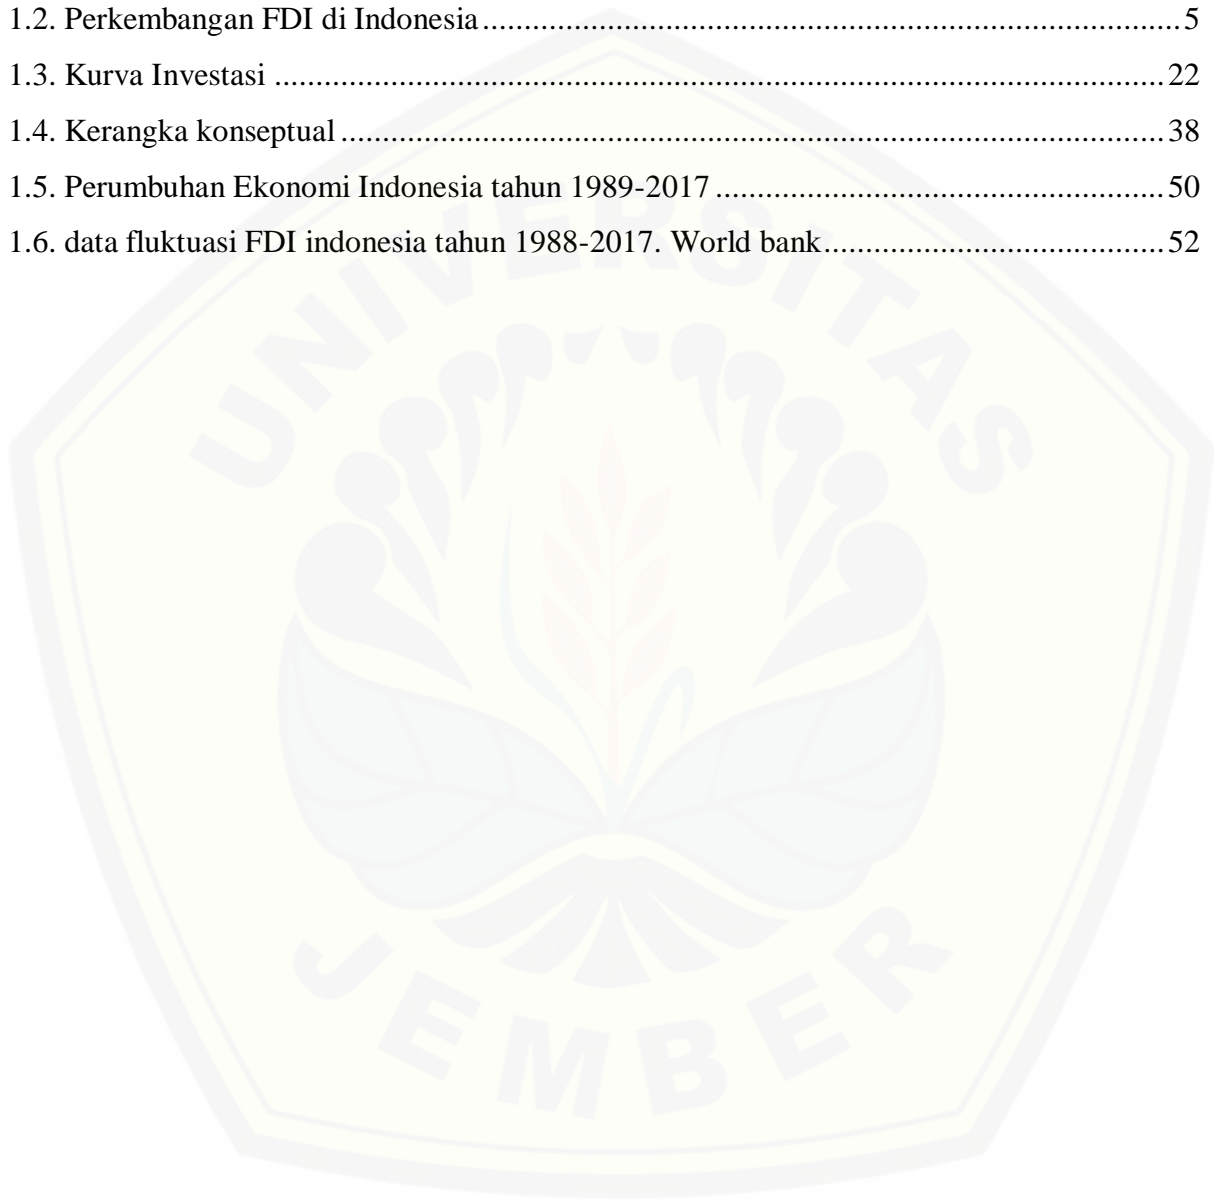 1.2. Perkembangan FDI di Indonesia.......................................................................................5
1.3. Kurva Investasi ................................................................................................................22
1.4. Kerangka konseptual .......................................................................................................38
1.5. Perumbuhan Ekonomi Indonesia tahun 1989-2017 ........................................................50
1.6. data fluktuasi FDI indonesia tahun 1988-2017. World bank..........................................52
UNIVERSITAS
JEMBER